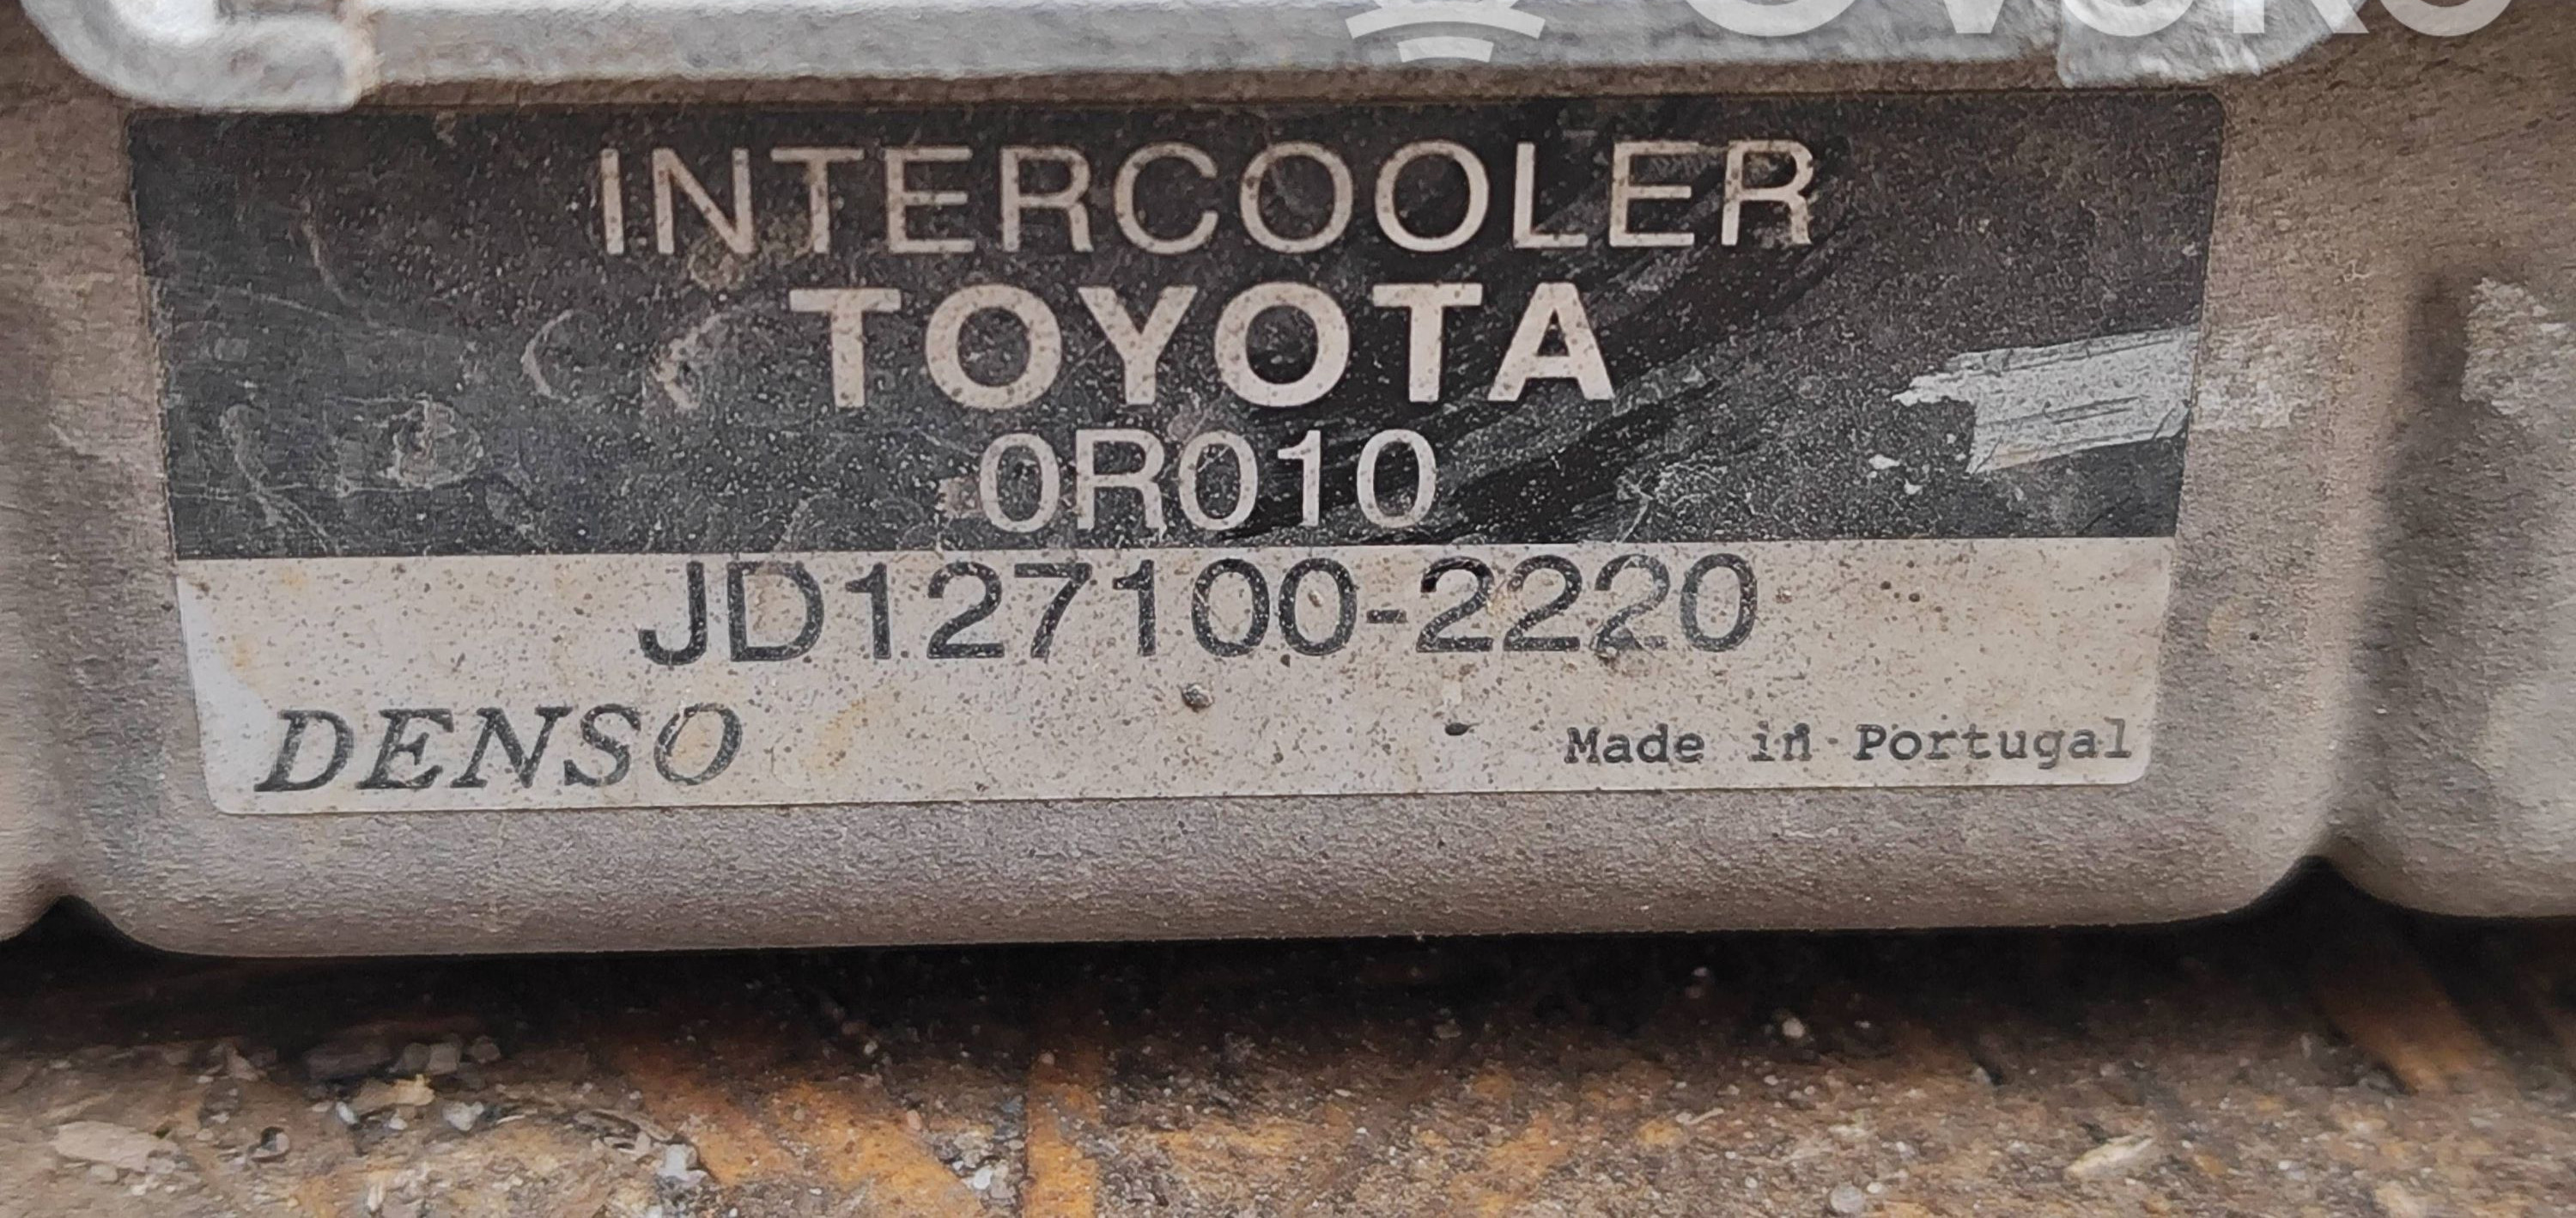 INTERCOOLER
TOYOTA
0R010
JD127100-2220
DENSO
Made in Portugal